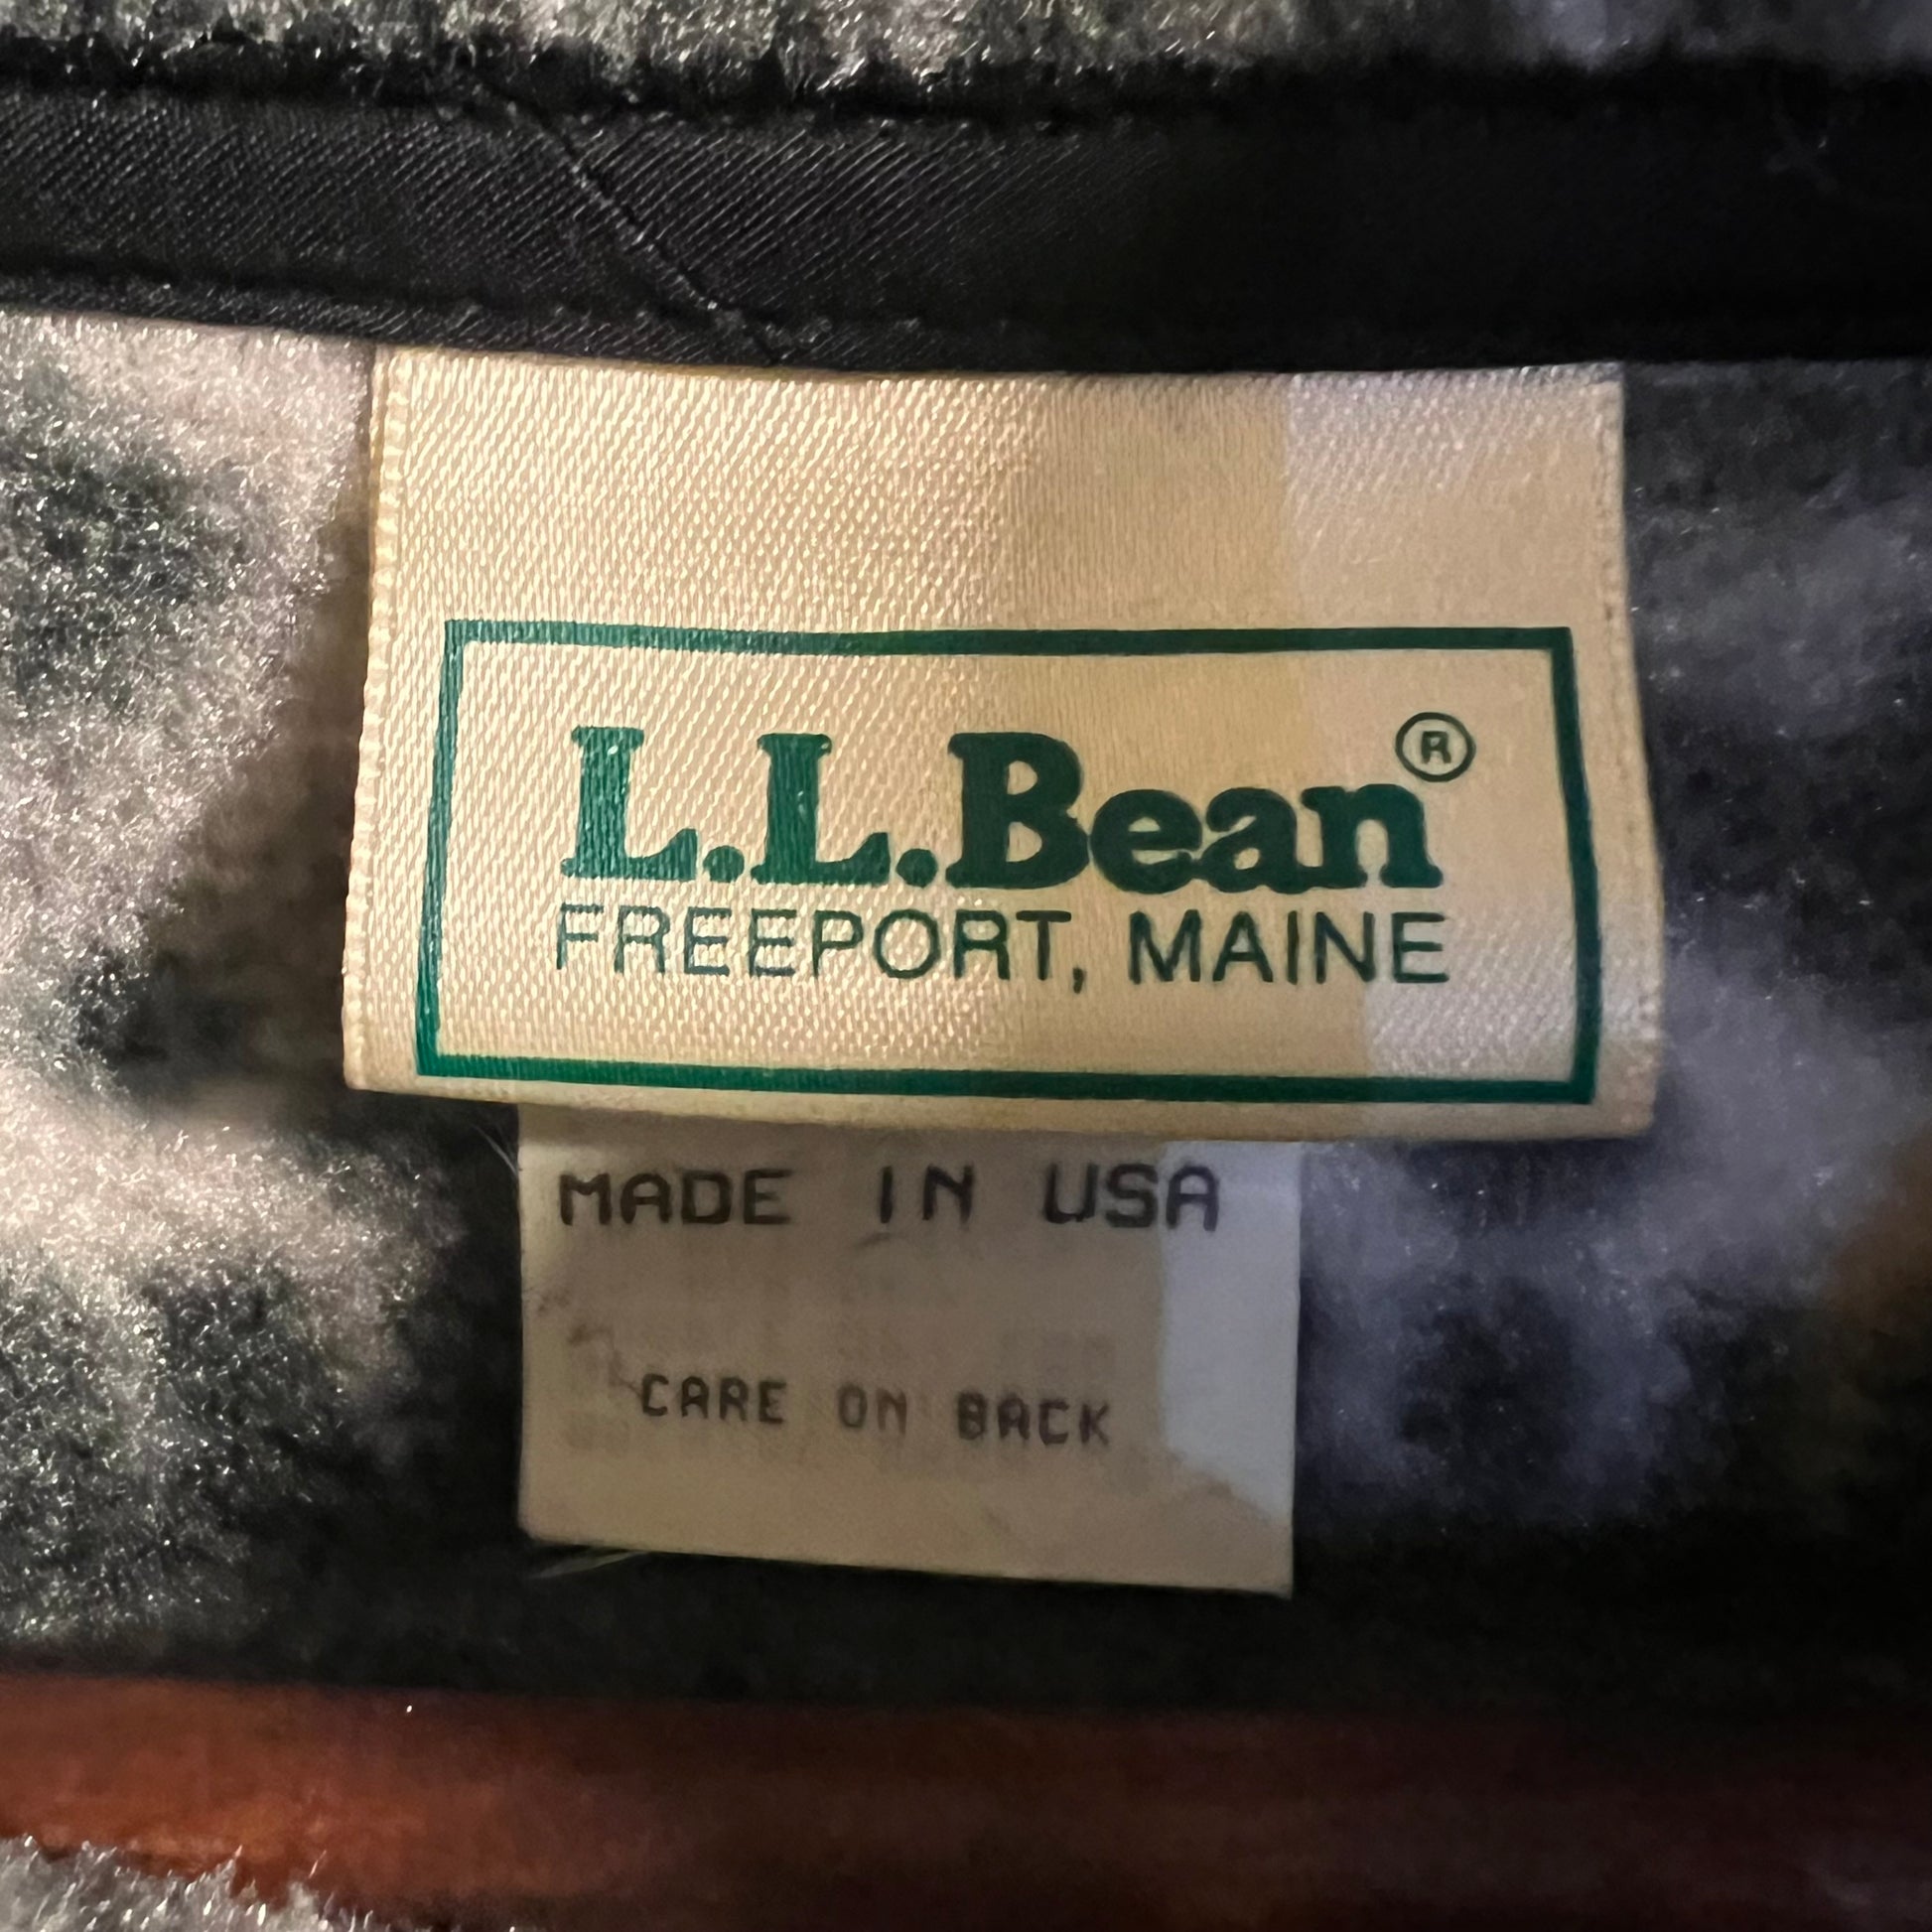 L.L.Bean®
FREEPORT, MAINE
MADE IN USA
CARE ON BACK